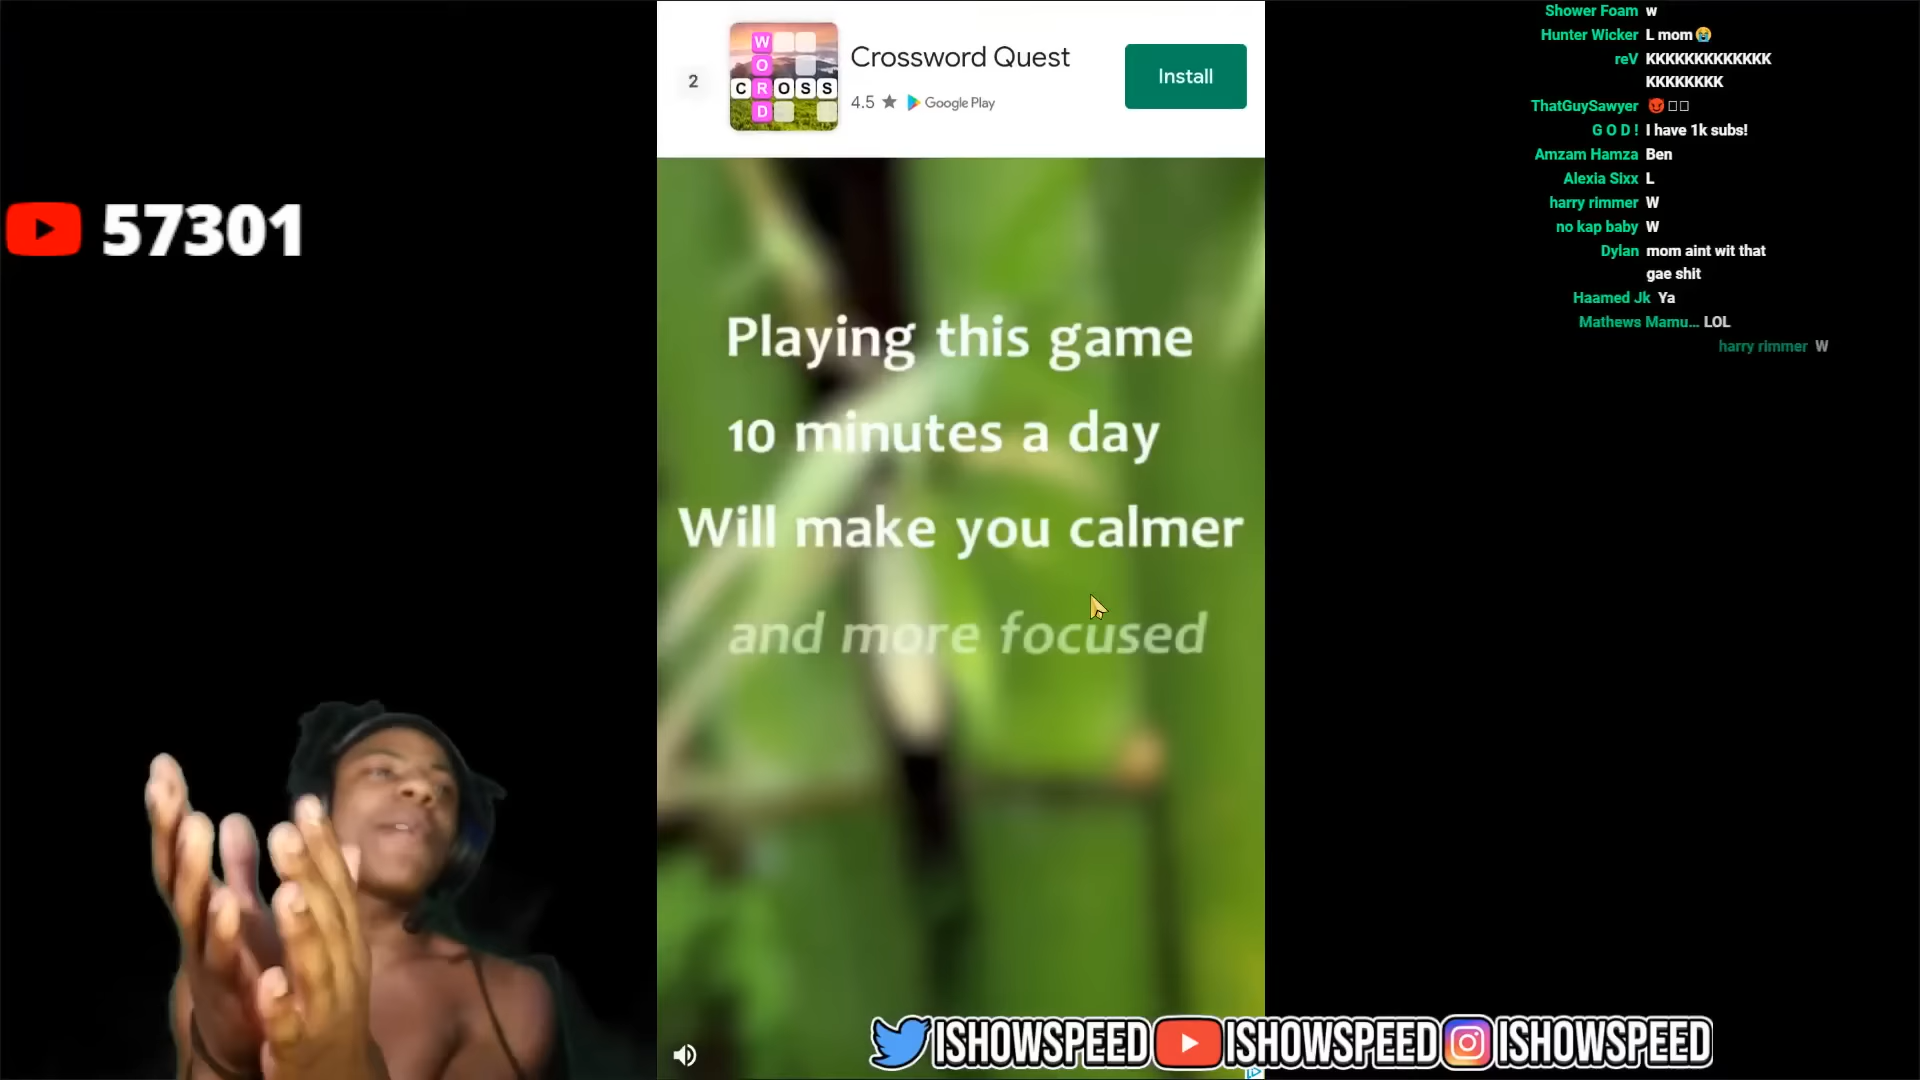 2
W
O
CROSS
D
Crossword Quest
4.5 ★ Google Play
Install
57301
Playing this game
10 minutes a day
Will make you calmer
and more focused
Shower Foam w
Hunter Wicker L mom😭
reV KKKKKKKKKKKKK
KKKKKKKK
ThatGuySawyer 😈
G O D ! I have 1k subs!
Amzam Hamza Ben
Alexia Sixx L
harry rimmer W
no kap baby W
Dylan mom aint wit that
gae shit
Haamed Jk Ya
Mathews Mamu... LOL
harry rimmer W
ISHOWSPEED ISHOWSPEED ISHOWSPEED